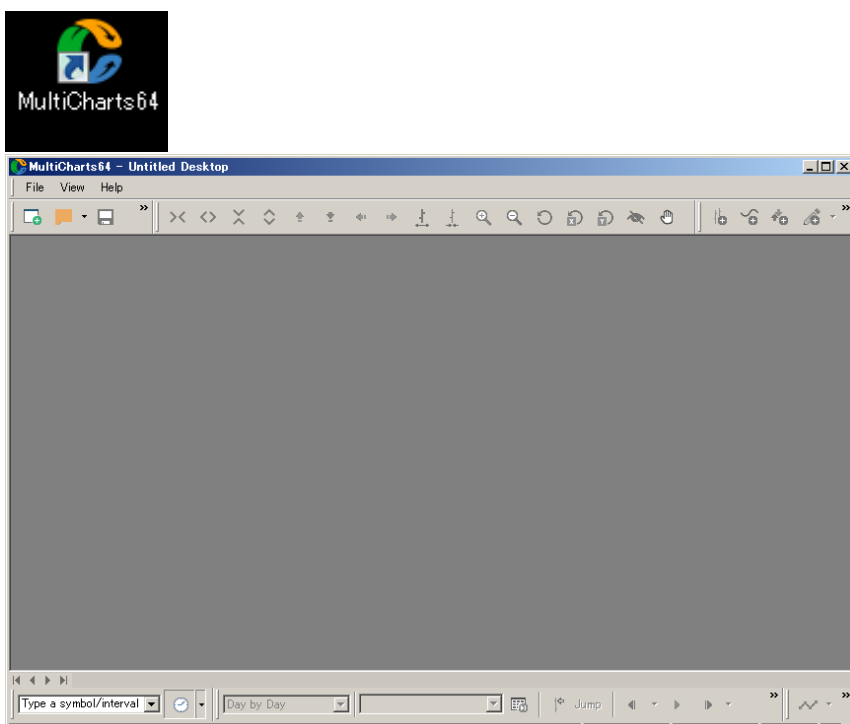 MultiCharts64
MultiCharts64 - Untitled Desktop
File View Help
Type a symbol/interval
Day by Day
Jump